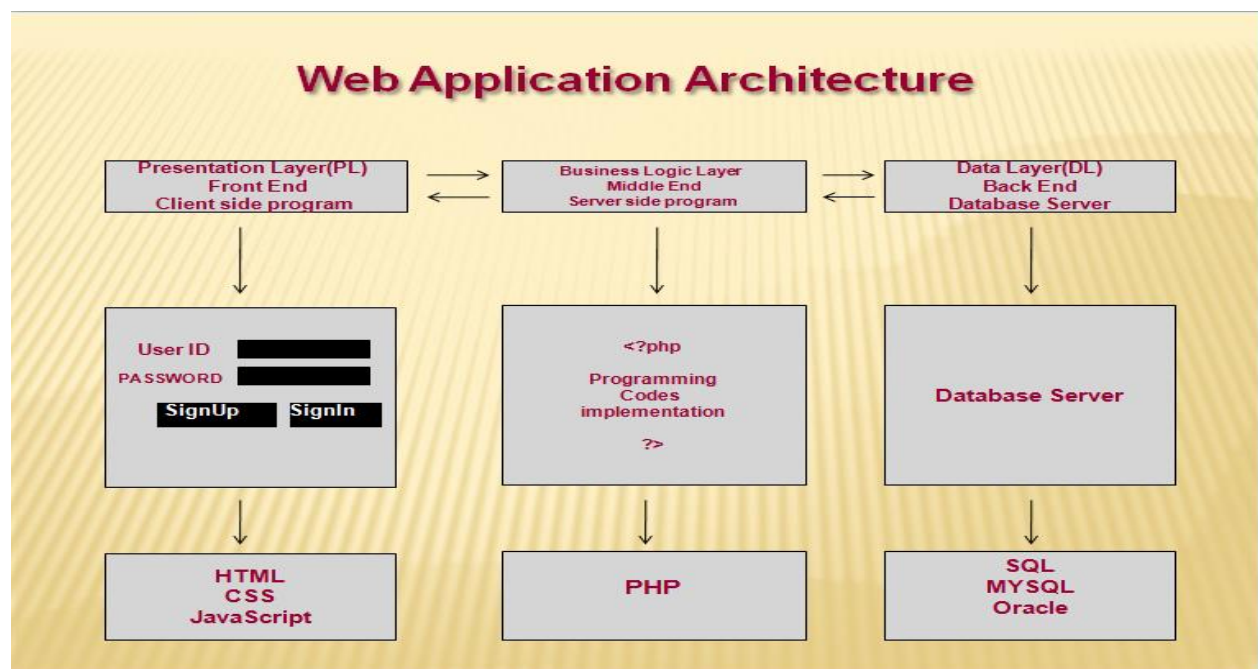 Web Application Architecture
Presentation Layer(PL)
Front End
Client side program
Business Logic Layer
Middle End
Server side program
Data Layer(DL)
Back End
Database Server
User ID
PASSWORD
SignUp
SignIn
<?php
Programming
Codes
implementation
?>
Database Server
HTML
CSS
JavaScript
PHP
SQL
MYSQL
Oracle